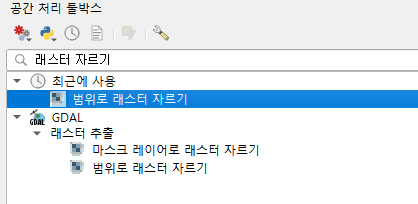 공간 처리 툴박스
래스터 자르기
최근에 사용
범위로 래스터 자르기
GDAL
래스터 추출
마스크 레이어로 래스터 자르기
범위로 래스터 자르기